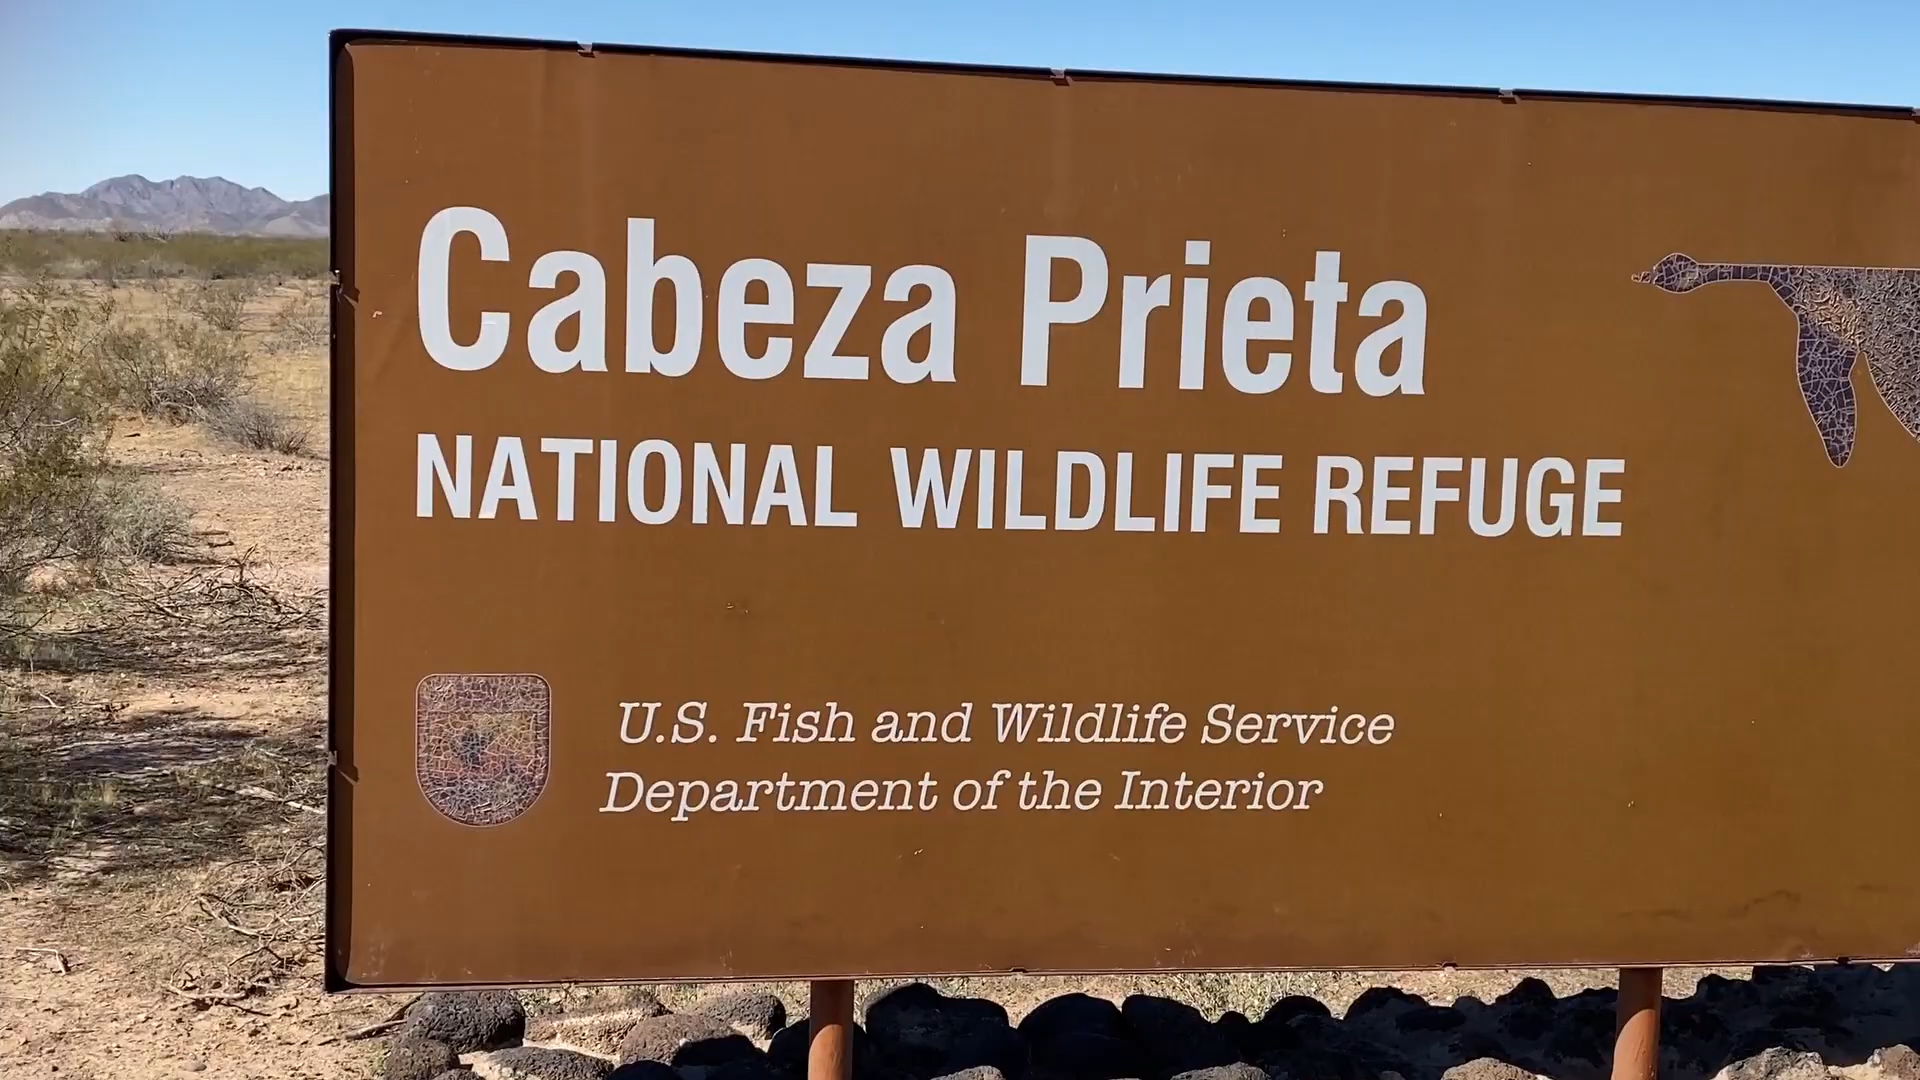 Cabeza Prieta
NATIONAL WILDLIFE REFUGE
U.S. Fish and Wildlife Service
Department of the Interior